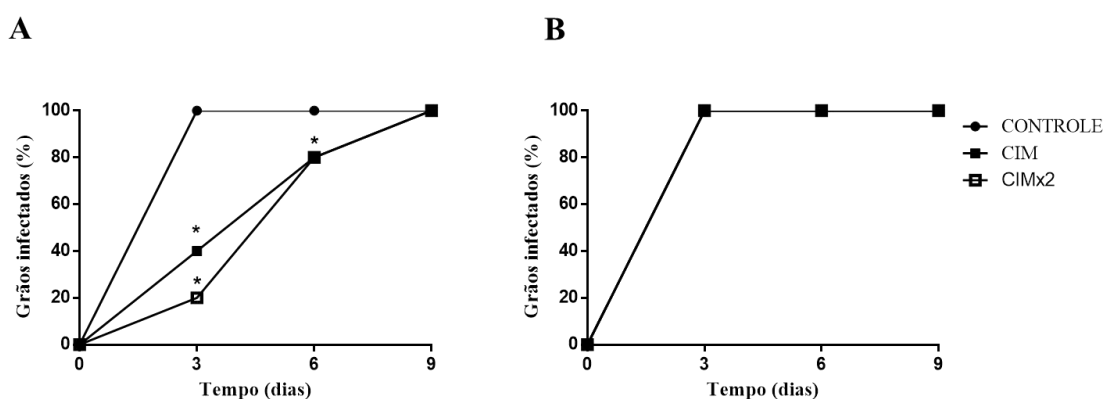 A
B
Grãos infectados (%)
100
80
60
40
20
0
*
*
*
0
3
6
9
Tempo (dias)
Grãos infectados (%)
100
80
60
40
20
0
0
3
6
9
Tempo (dias)
CONTROLE
CIM
CIMx2